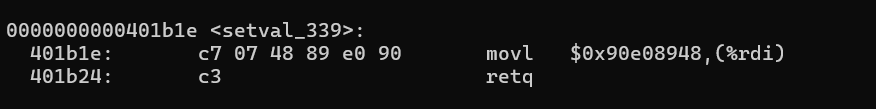 0000000000401b1e <setval_339>:
401b1e: c7 07 48 89 e0 90 movl $0x90e08948,(%rdi)
401b24: c3 retq